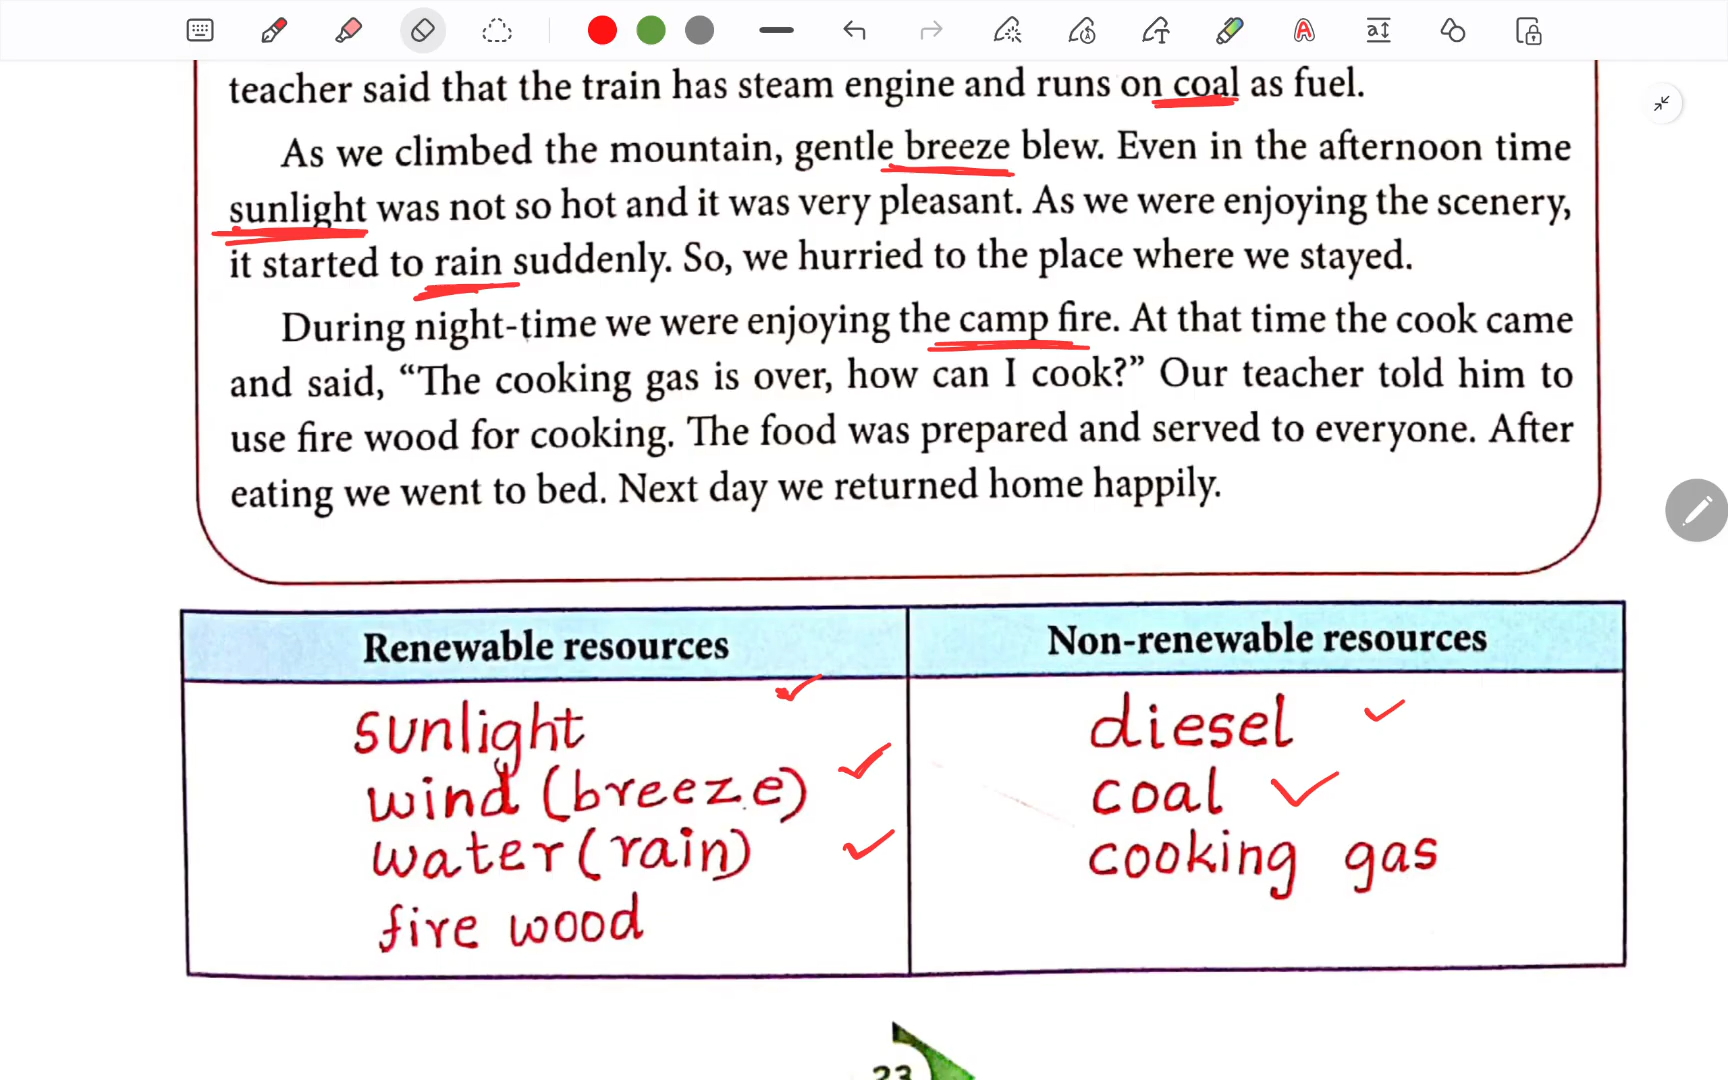 teacher said that the train has steam engine and runs on coal as fuel.
As we climbed the mountain, gentle breeze blew. Even in the afternoon time
sunlight was not so hot and it was very pleasant. As we were enjoying the scenery,
it started to rain suddenly. So, we hurried to the place where we stayed.
During night-time we were enjoying the camp fire. At that time the cook came
and said, “The cooking gas is over, how can I cook?” Our teacher told him to
use fire wood for cooking. The food was prepared and served to everyone. After
eating we went to bed. Next day we returned home happily.
Renewable resources
Non-renewable resources
sunlight
wind (breeze)
water (rain)
fire wood
diesel
coal
cooking gas
23